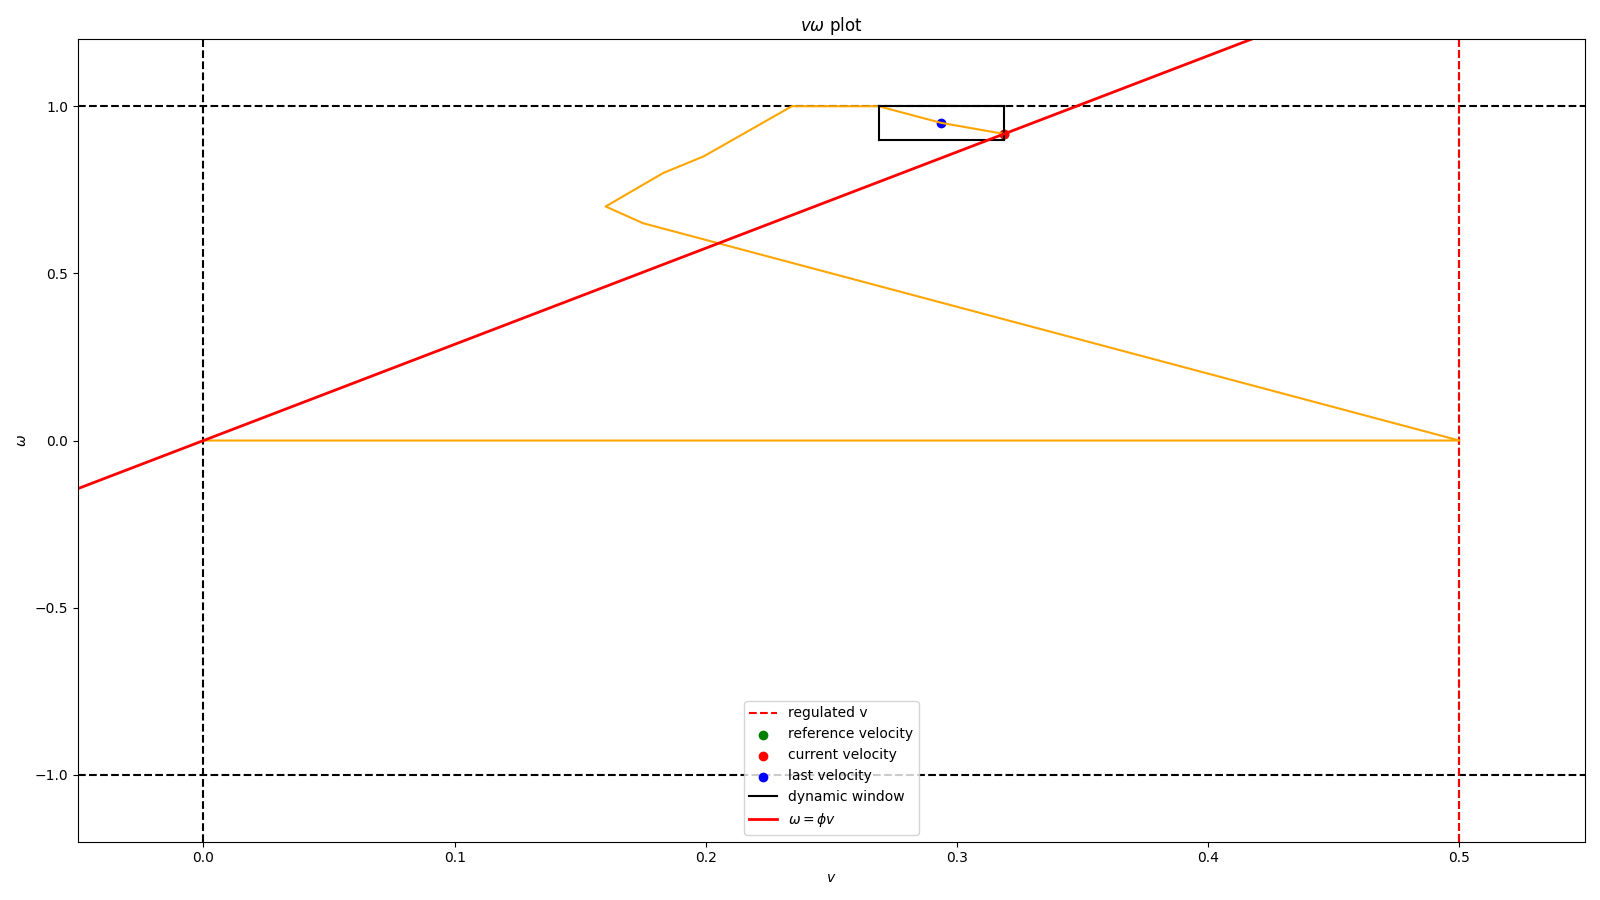 vω plot
1.0
0.5
0.0
−0.5
−1.0
ω
regulated v
reference velocity
current velocity
last velocity
dynamic window
ω = ϕv
0.0 0.1 0.2 0.3 0.4 0.5
v